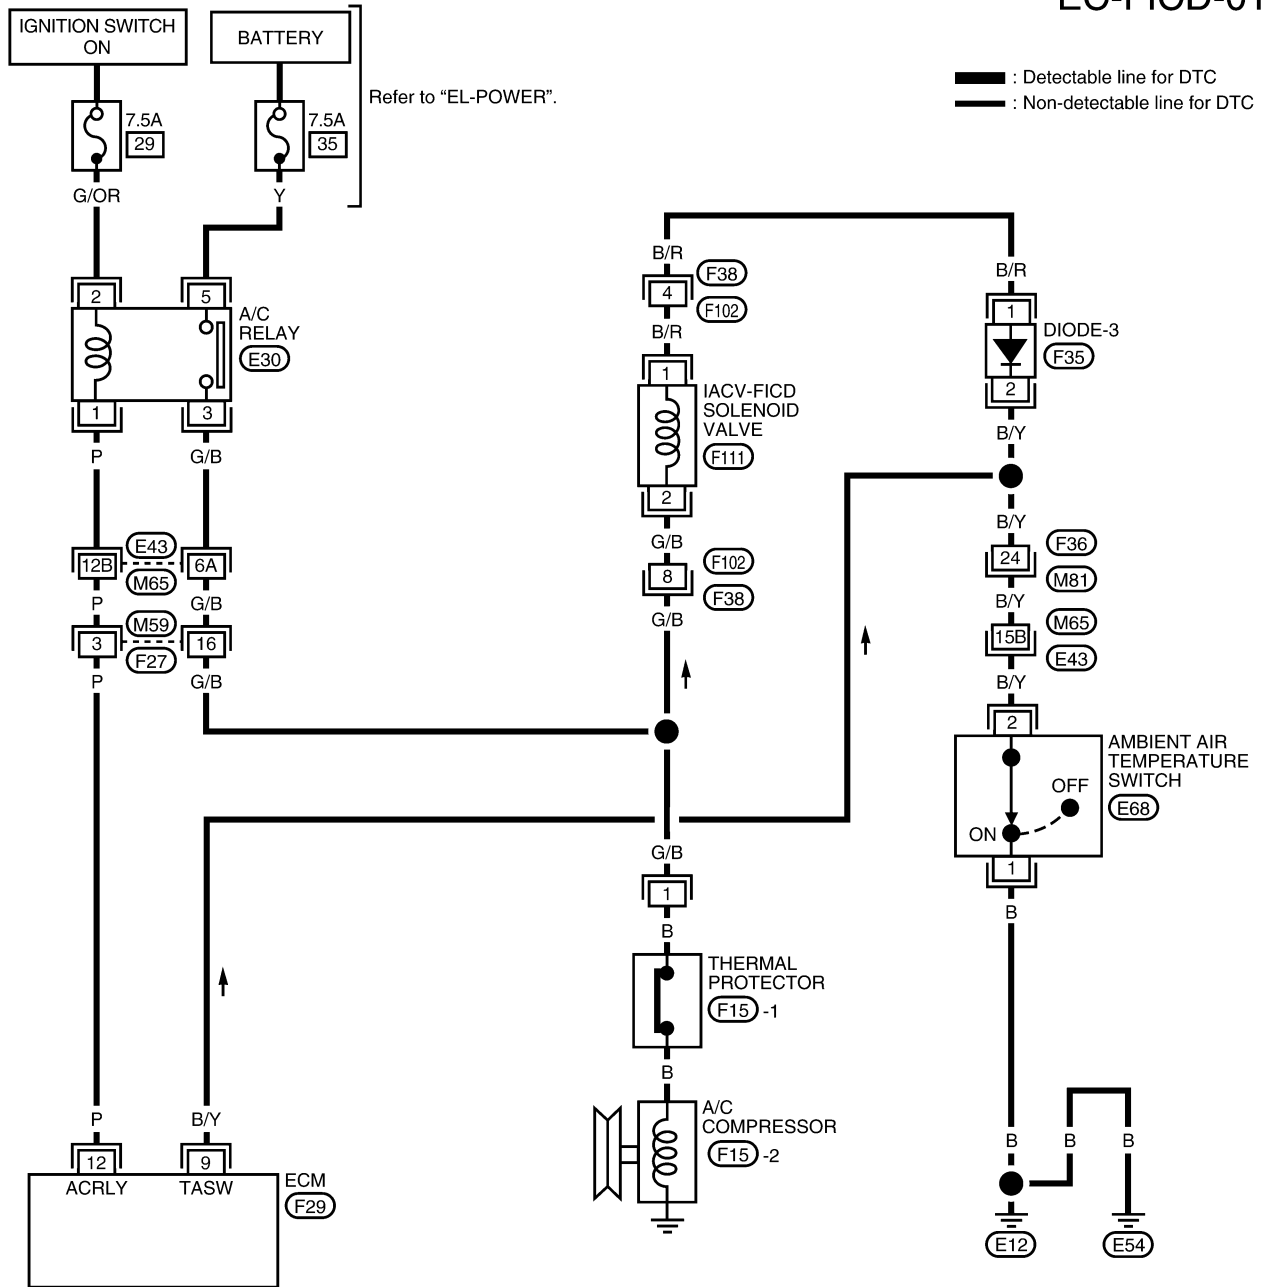 IGNITION SWITCH
ON
BATTERY
Refer to “EL-POWER”.
: Detectable line for DTC
: Non-detectable line for DTC
7.5A
29
7.5A
35
G/OR
Y
2
5
A/C
RELAY
E30
1
3
P
G/B
12B
E43
M65
6A
P
G/B
3
M59
F27
16
P
G/B
B/R
4
F38
F102
B/R
1
IACV-FICD
SOLENOID
VALVE
F111
2
G/B
8
F102
F38
G/B
B/R
1
DIODE-3
F35
2
B/Y
B/Y
24
F36
M81
B/Y
15B
M65
E43
B/Y
2
AMBIENT AIR
TEMPERATURE
SWITCH
E68
OFF
ON
1
B
G/B
1
B
THERMAL
PROTECTOR
F15 -1
B
A/C
COMPRESSOR
F15 -2
P
B/Y
12
9
ACRLY
TASW
ECM
F29
B
B
B
E12
E54